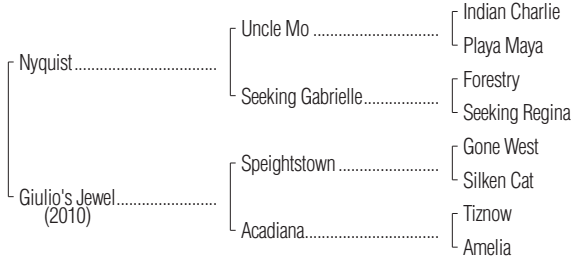 Indian Charlie
Uncle Mo ..............................
Playa Maya
Nyquist..................................
Forestry
Seeking Gabrielle..................
Seeking Regina
Gone West
Speightstown ........................
Silken Cat
Giulio's Jewel........................
(2010)
Tiznow
Acadiana................................
Amelia